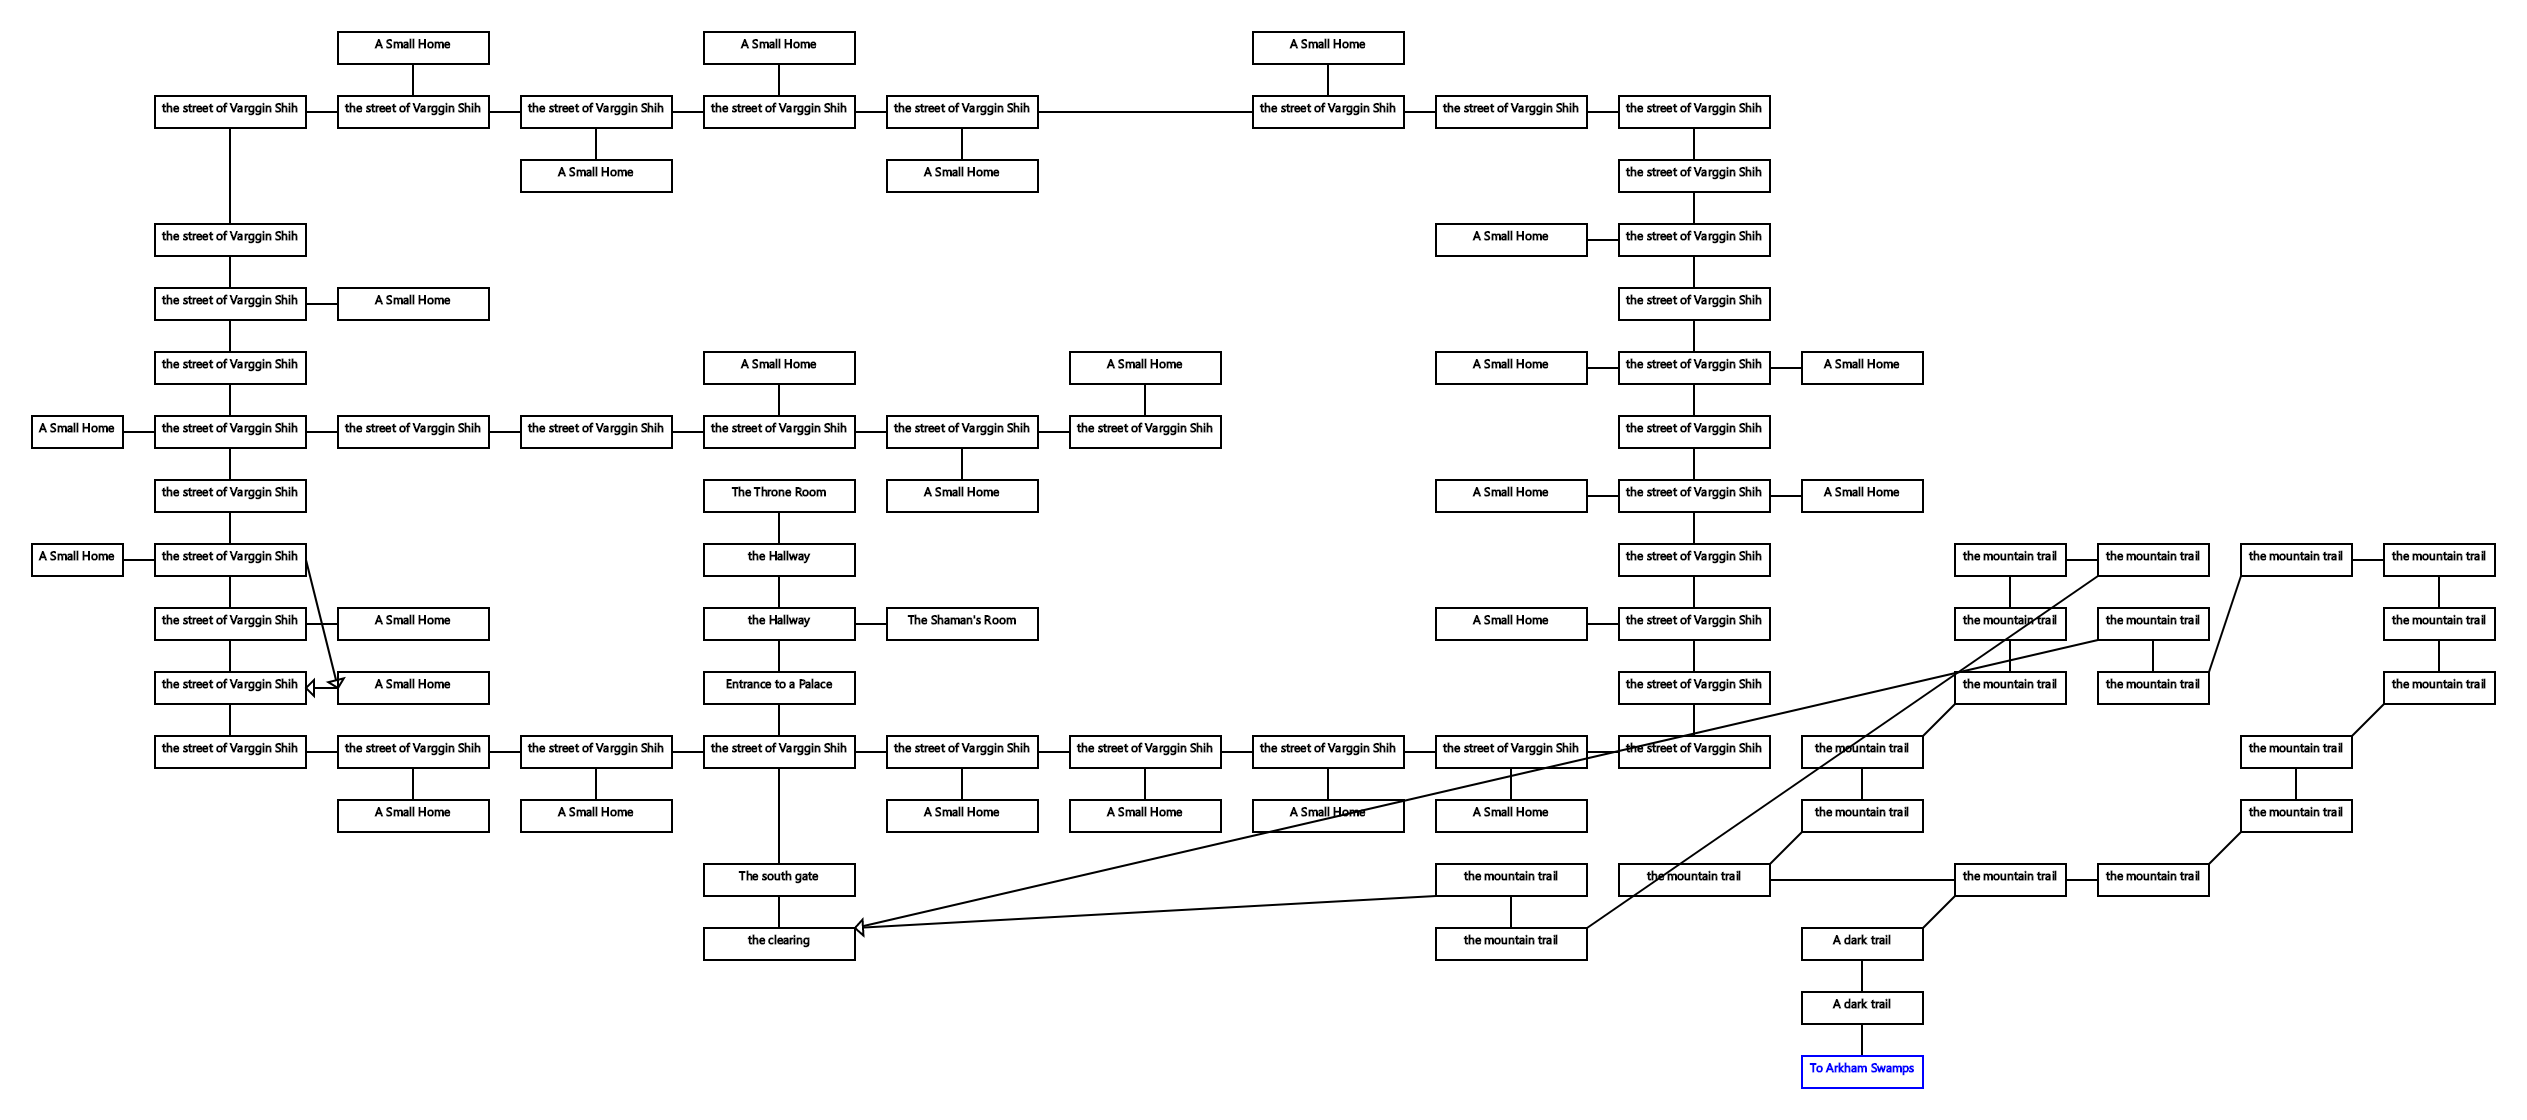 A Small Home
A Small Home
A Small Home
the street of Varggin Shih
the street of Varggin Shih
the street of Varggin Shih
the street of Varggin Shih
the street of Varggin Shih
the street of Varggin Shih
the street of Varggin Shih
the street of Varggin Shih
A Small Home
A Small Home
the street of Varggin Shih
the street of Varggin Shih
A Small Home
the street of Varggin Shih
the street of Varggin Shih
A Small Home
the street of Varggin Shih
the street of Varggin Shih
A Small Home
A Small Home
A Small Home
the street of Varggin Shih
A Small Home
A Small Home
the street of Varggin Shih
the street of Varggin Shih
the street of Varggin Shih
the street of Varggin Shih
the street of Varggin Shih
the street of Varggin Shih
the street of Varggin Shih
the street of Varggin Shih
The Throne Room
A Small Home
A Small Home
the street of Varggin Shih
A Small Home
A Small Home
the street of Varggin Shih
the Hallway
the street of Varggin Shih
the mountain trail
the mountain trail
the mountain trail
the mountain trail
the street of Varggin Shih
A Small Home
the Hallway
The Shaman's Room
A Small Home
the street of Varggin Shih
the mountain trail
the mountain trail
the mountain trail
the street of Varggin Shih
A Small Home
Entrance to a Palace
the street of Varggin Shih
the mountain trail
the mountain trail
the mountain trail
the street of Varggin Shih
the street of Varggin Shih
the street of Varggin Shih
the street of Varggin Shih
the street of Varggin Shih
the street of Varggin Shih
the street of Varggin Shih
the street of Varggin Shih
the street of Varggin Shih
the mountain trail
the mountain trail
A Small Home
A Small Home
A Small Home
A Small Home
A Small Home
A Small Home
the mountain trail
the mountain trail
The south gate
the mountain trail
the mountain trail
the mountain trail
the mountain trail
the clearing
the mountain trail
A dark trail
A dark trail
To Arkham Swamps